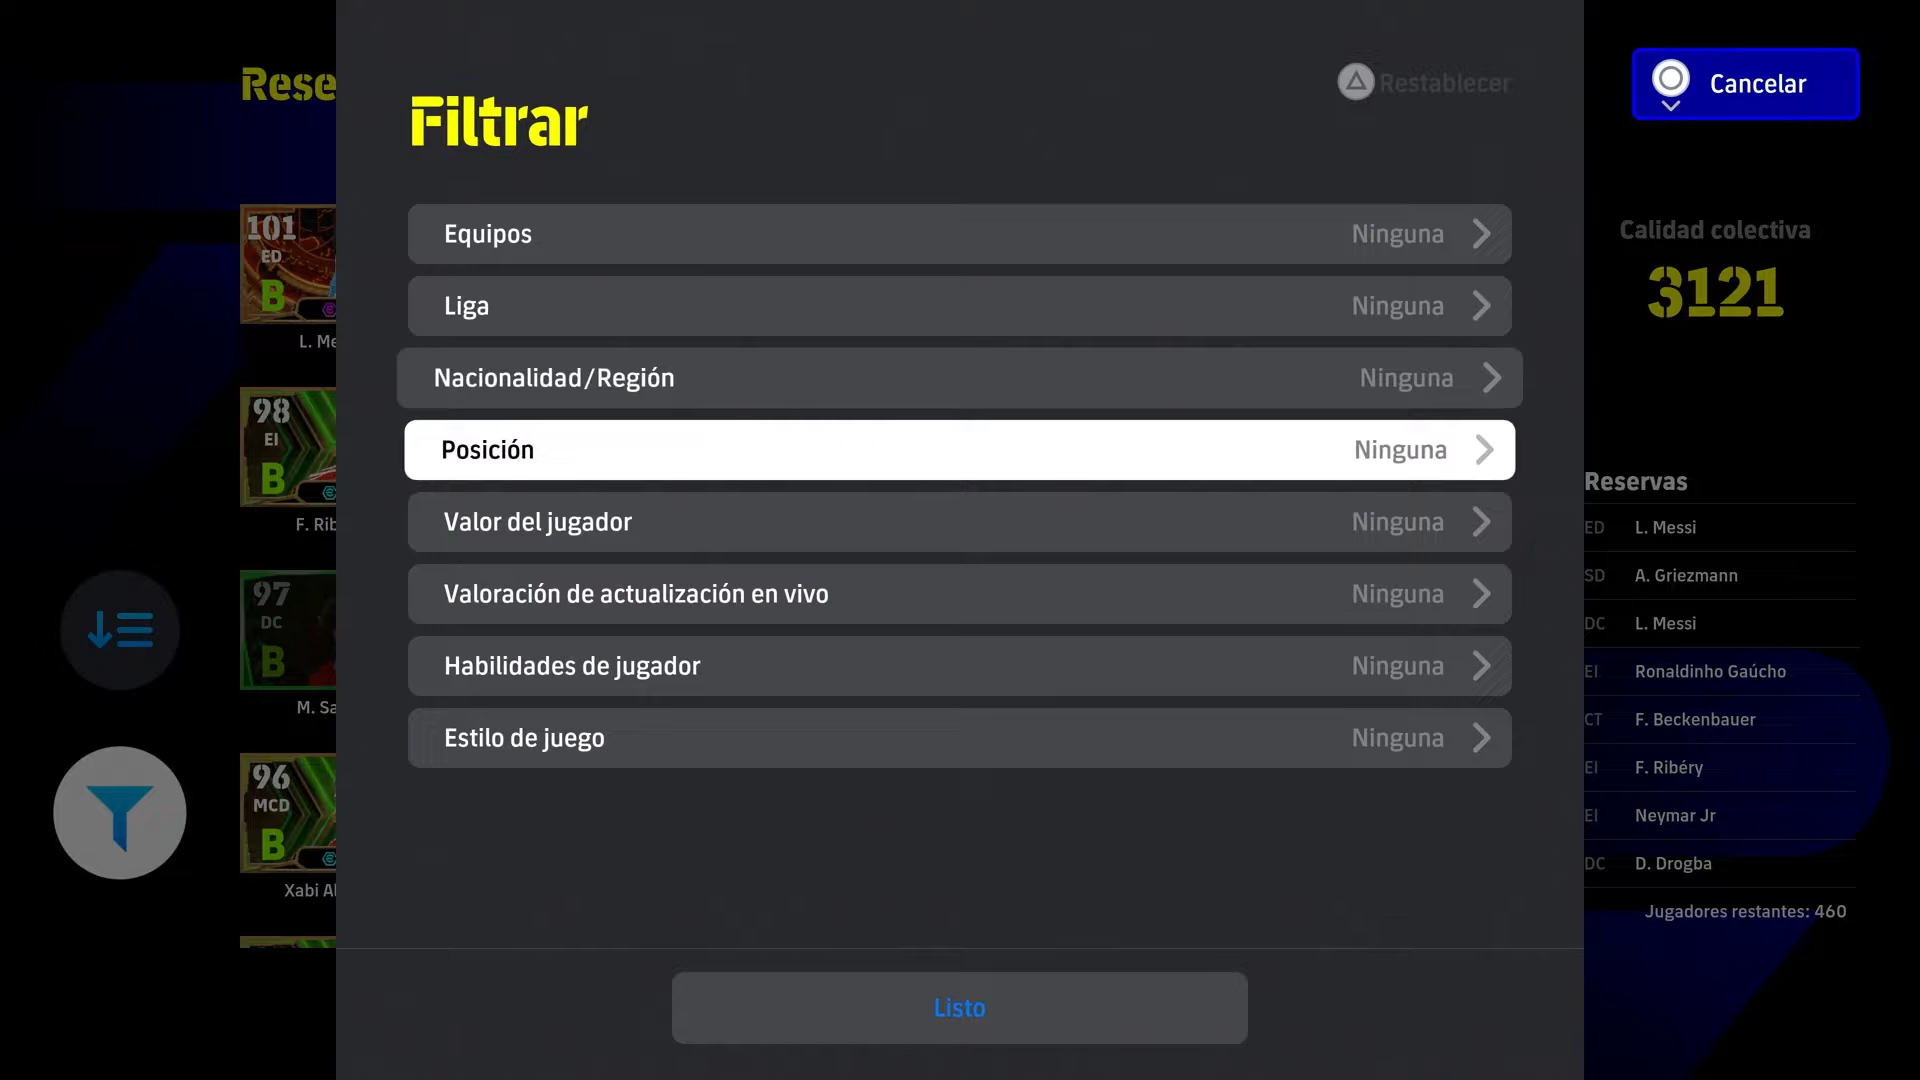 Rese
Filtrar
Restablecer
Cancelar
Equipos Ninguna
Liga Ninguna
Nacionalidad/Región Ninguna
Posición Ninguna
Valor del jugador Ninguna
Valoración de actualización en vivo Ninguna
Habilidades de jugador Ninguna
Estilo de juego Ninguna
Listo
101
ED
B
L. Me
98
EI
B
F. Rib
97
DC
B
M. Sa
96
MCD
B
Xabi Al
Calidad colectiva
3121
Reservas
ED L. Messi
SD A. Griezmann
DC L. Messi
EI Ronaldinho Gaúcho
CT F. Beckenbauer
EI F. Ribéry
EI Neymar Jr
DC D. Drogba
Jugadores restantes: 460